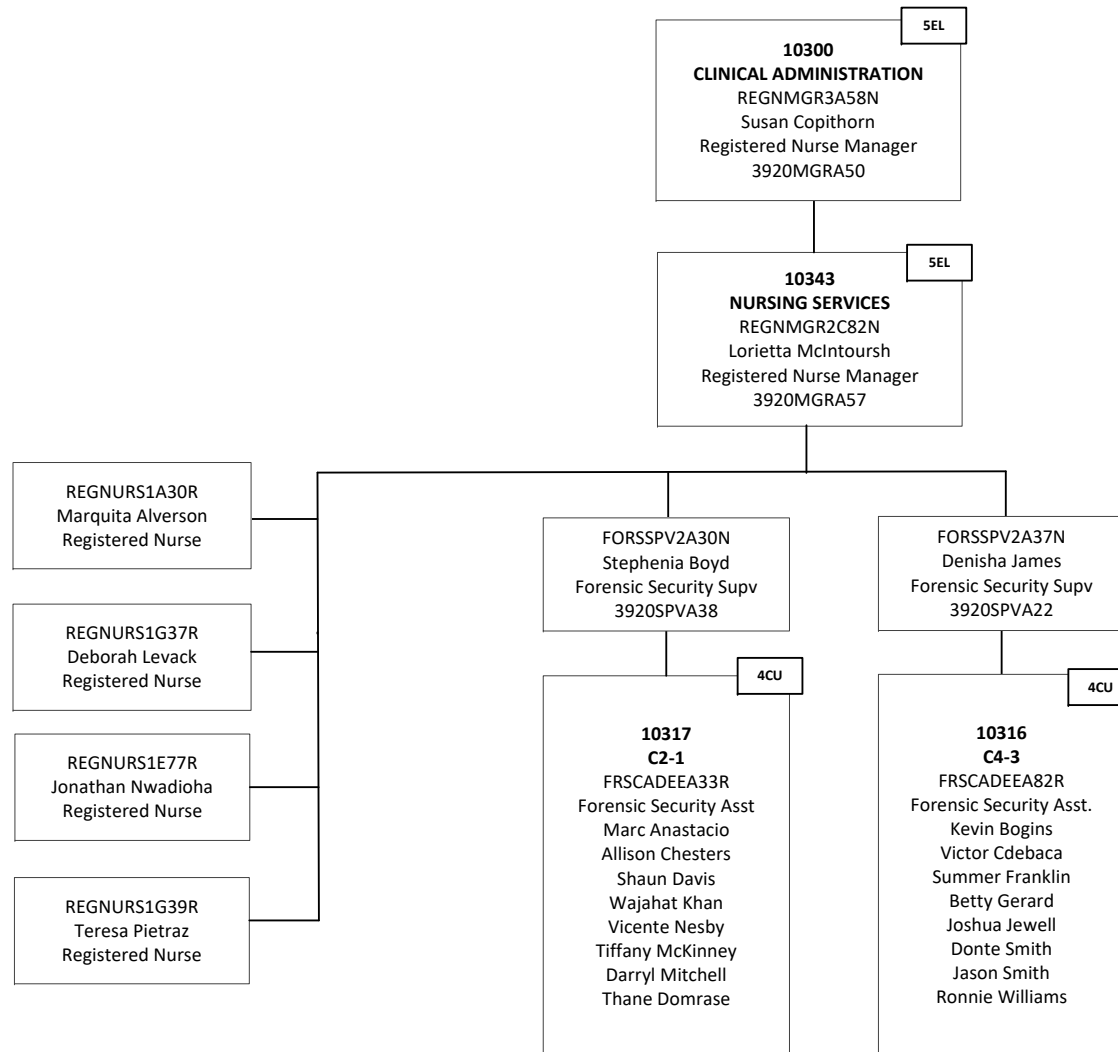 5EL
10300
CLINICAL ADMINISTRATION
REGNMGR3A58N
Susan Copithorn
Registered Nurse Manager
3920MGRA50
5EL
10343
NURSING SERVICES
REGNMGR2C82N
Lorietta McIntoursh
Registered Nurse Manager
3920MGRA57
REGNURS1A30R
Marquita Alverson
Registered Nurse
REGNURS1G37R
Deborah Levack
Registered Nurse
REGNURS1E77R
Jonathan Nwadioha
Registered Nurse
REGNURS1G39R
Teresa Pietraz
Registered Nurse
FORSSPV2A30N
Stephenia Boyd
Forensic Security Supv
3920SPVA38
4CU
10317
C2-1
FRSCADEEA33R
Forensic Security Asst
Marc Anastacio
Allison Chesters
Shaun Davis
Wajahat Khan
Vicente Nesby
Tiffany McKinney
Darryl Mitchell
Thane Domrase
FORSSPV2A37N
Denisha James
Forensic Security Supv
3920SPVA22
4CU
10316
C4-3
FRSCADEEA82R
Forensic Security Asst.
Kevin Bogins
Victor Cdebaca
Summer Franklin
Betty Gerard
Joshua Jewell
Donte Smith
Jason Smith
Ronnie Williams